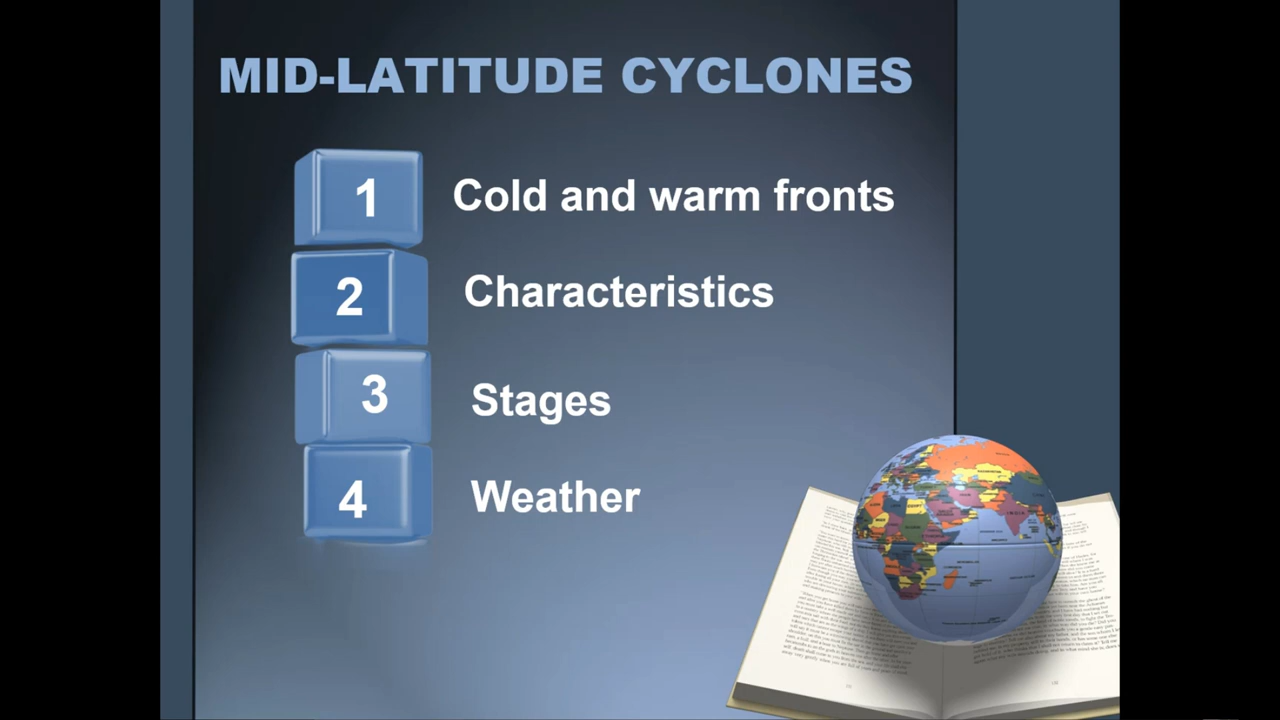 MID-LATITUDE CYCLONES
1 Cold and warm fronts
2 Characteristics
3 Stages
4 Weather